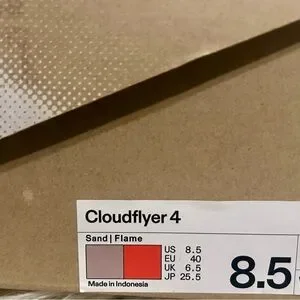 Cloudflyer 4
Sand | Flame
US 8.5
EU 40
UK 6.5
JP 25.5
8.5
Made in Indonesia